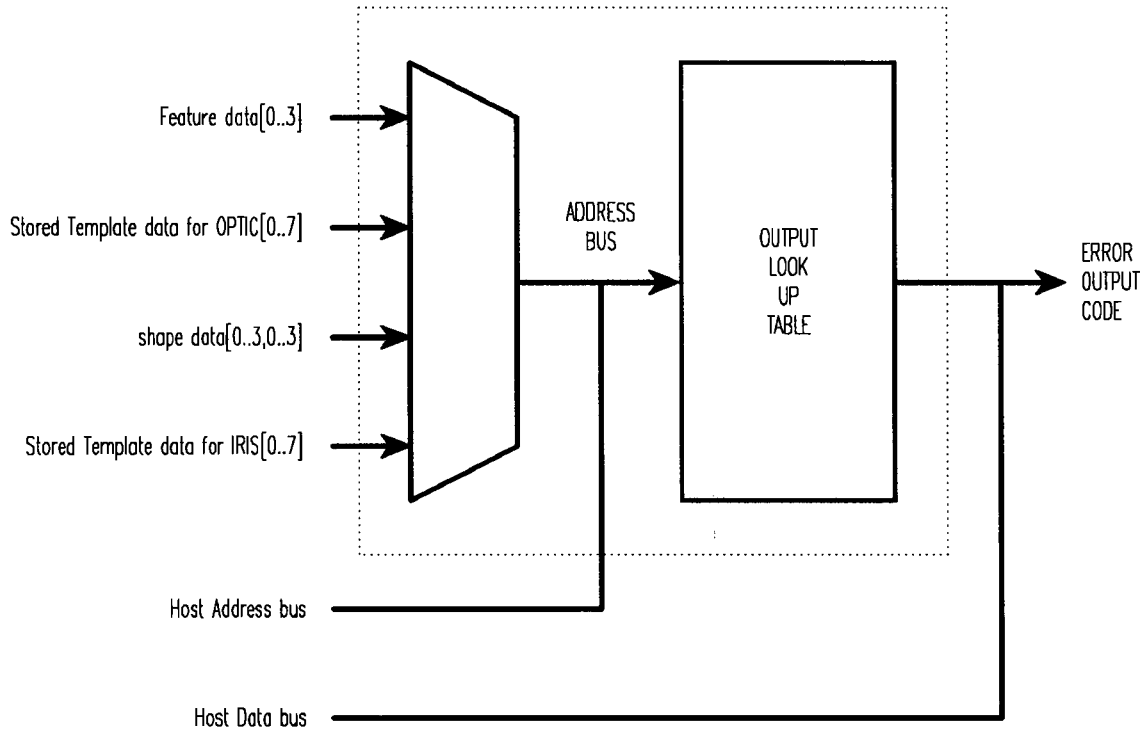 Feature data[0..3]
Stored Template data for OPTIC[0..7]
shape data[0..3,0..3]
Stored Template data for IRIS[0..7]
Host Address bus
Host Data bus
ADDRESS
BUS
OUTPUT
LOOK
UP
TABLE
ERROR
OUTPUT
CODE